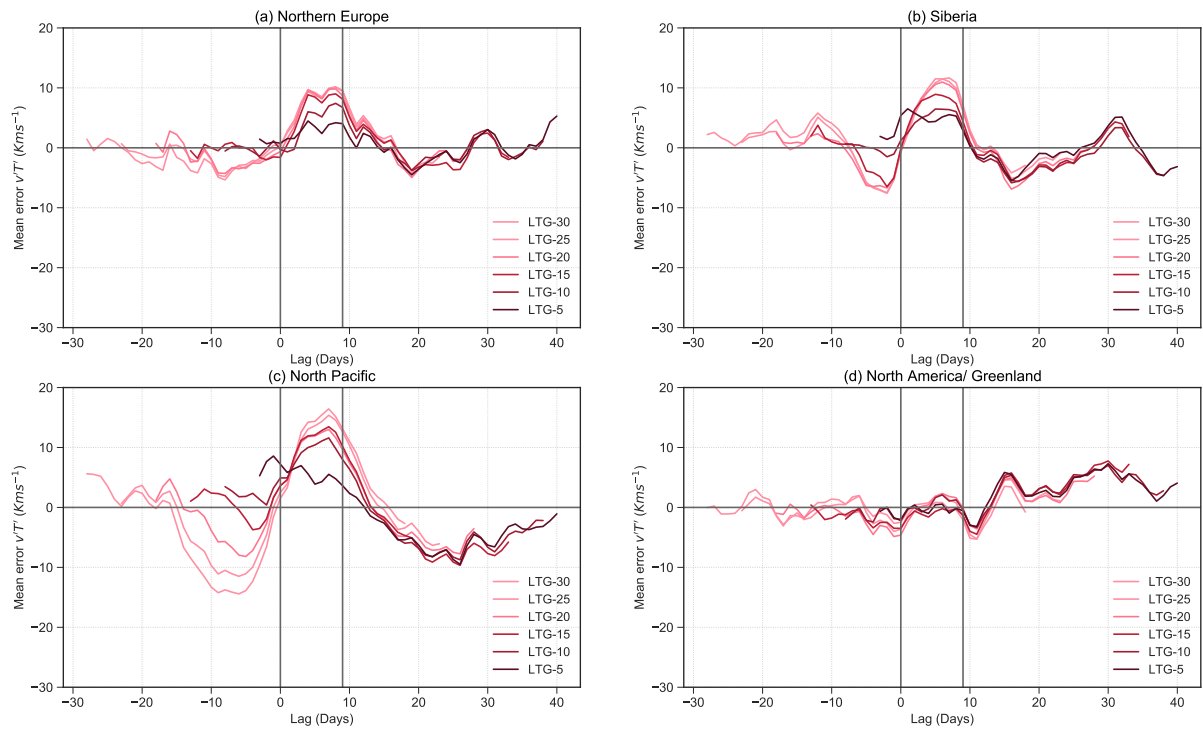 (a) Northern Europe
20
10
0
−10
−20
−30
Mean error v'T' (Kms⁻¹)
LTG-30
LTG-25
LTG-20
LTG-15
LTG-10
LTG-5
−30 −20 −10 0 10 20 30 40
Lag (Days)
(b) Siberia
20
10
0
−10
−20
−30
Mean error v'T' (Kms⁻¹)
LTG-30
LTG-25
LTG-20
LTG-15
LTG-10
LTG-5
−30 −20 −10 0 10 20 30 40
Lag (Days)
(c) North Pacific
20
10
0
−10
−20
−30
Mean error v'T' (Kms⁻¹)
LTG-30
LTG-25
LTG-20
LTG-15
LTG-10
LTG-5
−30 −20 −10 0 10 20 30 40
Lag (Days)
(d) North America/ Greenland
20
10
0
−10
−20
−30
Mean error v'T' (Kms⁻¹)
LTG-30
LTG-25
LTG-20
LTG-15
LTG-10
LTG-5
−30 −20 −10 0 10 20 30 40
Lag (Days)